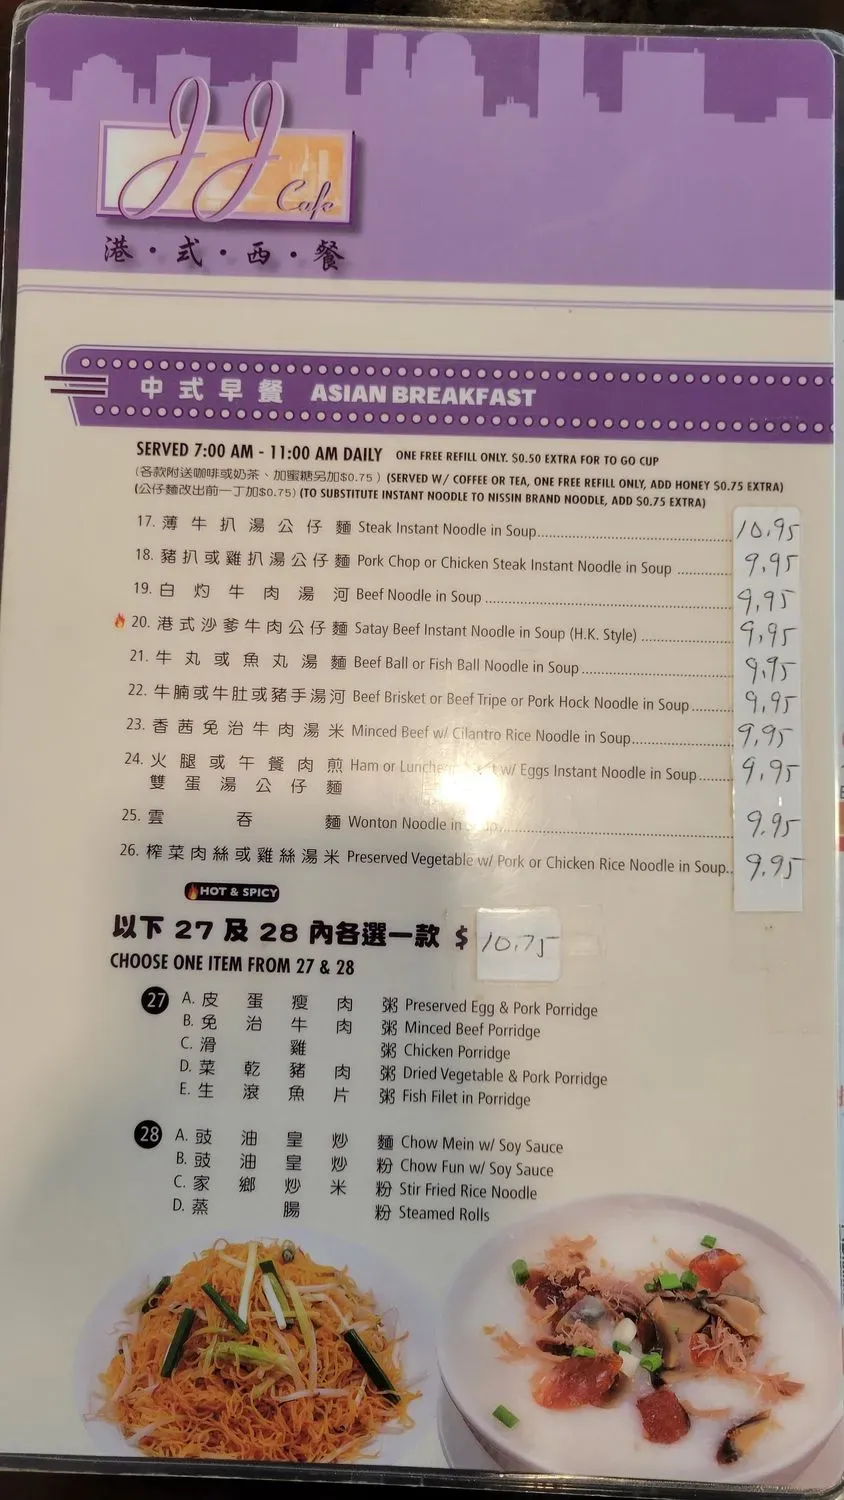 JJ Cafe
港·式·西·餐
中式早餐 ASIAN BREAKFAST
SERVED 7:00 AM - 11:00 AM DAILY ONE FREE REFILL ONLY. $0.50 EXTRA FOR TO GO CUP
(各款附送咖啡或奶茶、加蜜糖另加$0.75) (SERVED W/ COFFEE OR TEA, ONE FREE REFILL ONLY, ADD HONEY $0.75 EXTRA)
(公仔麵改出前一丁加$0.75) (TO SUBSTITUTE INSTANT NOODLE TO NISSIN BRAND NOODLE, ADD $0.75 EXTRA)
17. 薄牛扒湯公仔麵 Steak Instant Noodle in Soup 10.95
18. 豬扒或雞扒湯公仔麵 Pork Chop or Chicken Steak Instant Noodle in Soup 9.95
19. 白灼牛肉湯河 Beef Noodle in Soup 9.95
20. 港式沙爹牛肉公仔麵 Satay Beef Instant Noodle in Soup (H.K. Style) 9.95
21. 牛丸或魚丸湯麵 Beef Ball or Fish Ball Noodle in Soup 9.95
22. 牛腩或牛肚或豬手湯河 Beef Brisket or Beef Tripe or Pork Hock Noodle in Soup 9.95
23. 香茜免治牛肉湯米 Minced Beef w/ Cilantro Rice Noodle in Soup 9.95
24. 火腿或午餐肉煎 Ham or w/ Eggs Instant Noodle in Soup 9.95
雙蛋湯公仔麵
25. 雲吞麵 Wonton Noodle in 9.95
26. 榨菜肉絲或雞絲湯米 Preserved Vegetable w/ Pork or Chicken Rice Noodle in Soup 9.95
HOT & SPICY
以下 27 及 28 內各選一款 $ 10.75
CHOOSE ONE ITEM FROM 27 & 28
27 A. 皮蛋瘦肉粥 Preserved Egg & Pork Porridge
B. 免治牛肉粥 Minced Beef Porridge
C. 滑雞粥 Chicken Porridge
D. 菜乾豬肉粥 Dried Vegetable & Pork Porridge
E. 生滾魚片粥 Fish Filet in Porridge
28 A. 豉油皇炒麵 Chow Mein w/ Soy Sauce
B. 豉油皇炒粉 Chow Fun w/ Soy Sauce
C. 家鄉炒米粉 Stir Fried Rice Noodle
D. 蒸腸粉 Steamed Rolls